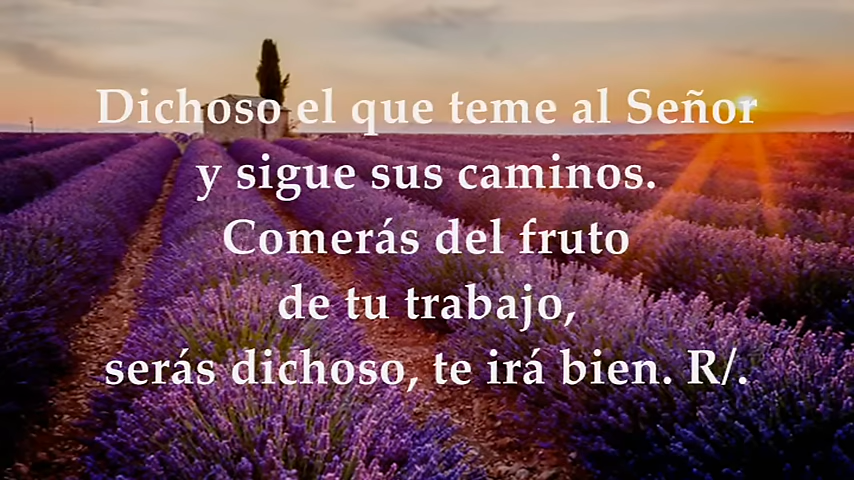 Dichoso el que teme al Señor
y sigue sus caminos.
Comerás del fruto
de tu trabajo,
serás dichoso, te irá bien. R/.